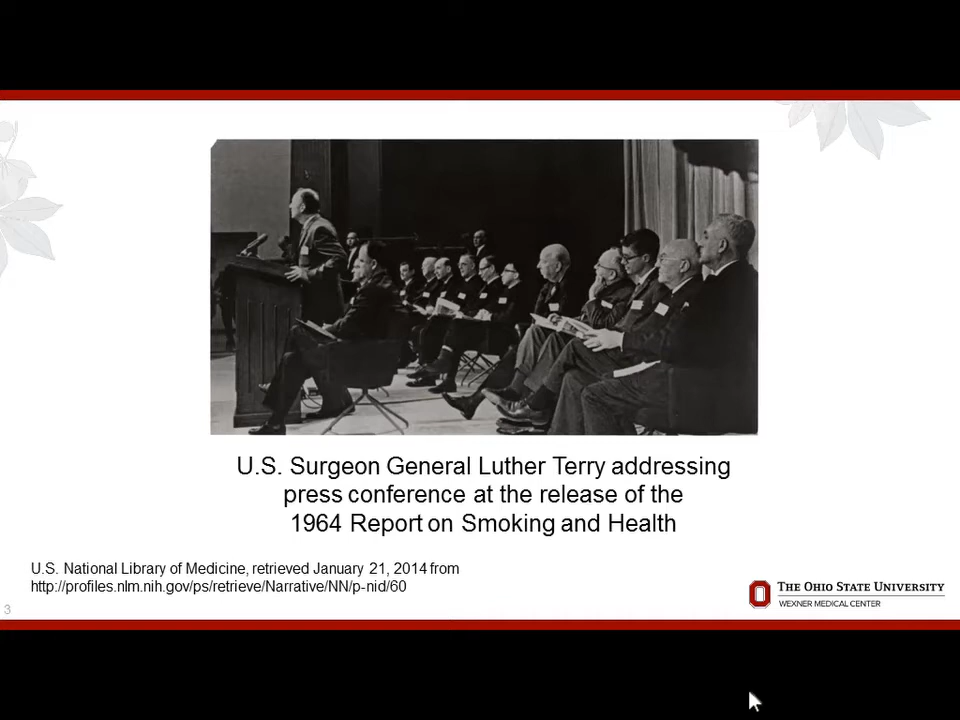 U.S. Surgeon General Luther Terry addressing
press conference at the release of the
1964 Report on Smoking and Health
U.S. National Library of Medicine, retrieved January 21, 2014 from
http://profiles.nlm.nih.gov/ps/retrieve/Narrative/NN/p-nid/60
3
THE OHIO STATE UNIVERSITY
WEXNER MEDICAL CENTER